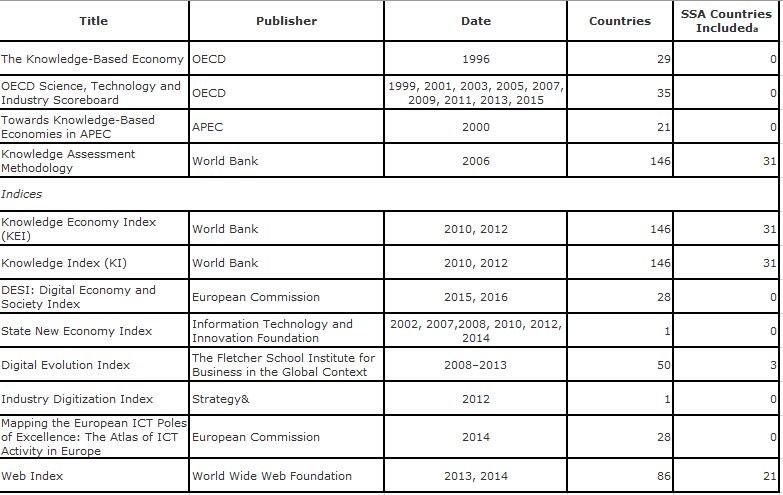 Title Publisher Date Countries SSA Countries
Includeda
The Knowledge-Based Economy OECD 1996 29 0
OECD Science, Technology and
Industry Scoreboard OECD 1999, 2001, 2003, 2005, 2007,
2009, 2011, 2013, 2015 35 0
Towards Knowledge-Based
Economies in APEC APEC 2000 21 0
Knowledge Assessment
Methodology World Bank 2006 146 31
Indices
Knowledge Economy Index
(KEI) World Bank 2010, 2012 146 31
Knowledge Index (KI) World Bank 2010, 2012 146 31
DESI: Digital Economy and
Society Index European Commission 2015, 2016 28 0
State New Economy Index Information Technology and
Innovation Foundation 2002, 2007,2008, 2010, 2012,
2014 1 0
Digital Evolution Index The Fletcher School Institute for
Business in the Global Context 2008–2013 50 3
Industry Digitization Index Strategy& 2012 1 0
Mapping the European ICT Poles
of Excellence: The Atlas of ICT
Activity in Europe European Commission 2014 28 0
Web Index World Wide Web Foundation 2013, 2014 86 21